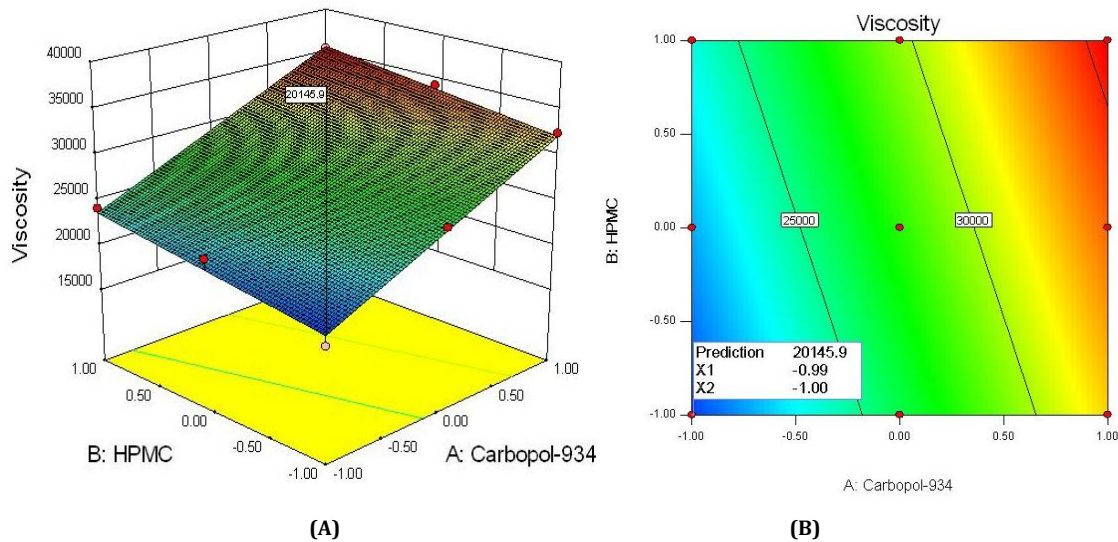 40000
35000
30000
25000
20000
15000
Viscosity
20145.9
1.00
0.50
0.00
-0.50
-1.00
B: HPMC
-1.00
-0.50
0.00
0.50
1.00
A: Carbopol-934
(A)
Viscosity
1.00
0.50
0.00
-0.50
-1.00
B: HPMC
25000
30000
Prediction 20145.9
X1 -0.99
X2 -1.00
-1.00 -0.50 0.00 0.50 1.00
A: Carbopol-934
(B)